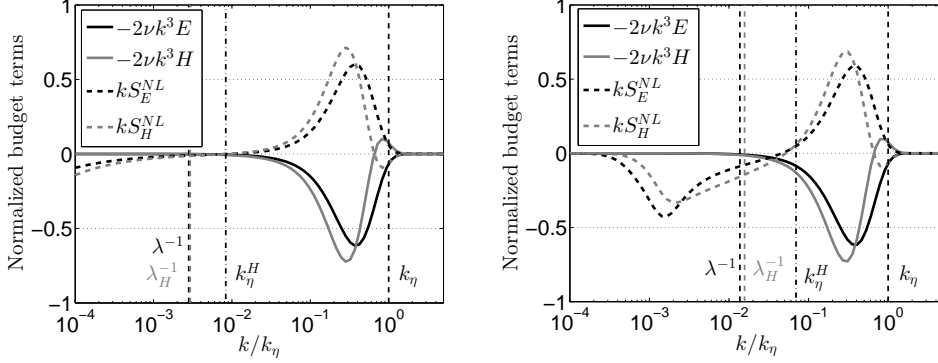 Normalized budget terms
1
0.5
0
−0.5
−1
−2νk³E
−2νk³H
kS_E^{NL}
kS_H^{NL}
λ⁻¹
λ_H^{-1}
k_η^H
k_η
10⁻⁴ 10⁻³ 10⁻² 10⁻¹ 10⁰
k/k_η
Normalized budget terms
1
0.5
0
−0.5
−1
−2νk³E
−2νk³H
kS_E^{NL}
kS_H^{NL}
λ⁻¹ λ_H^{-1} k_η^H k_η
10⁻⁴ 10⁻³ 10⁻² 10⁻¹ 10⁰
k/k_η